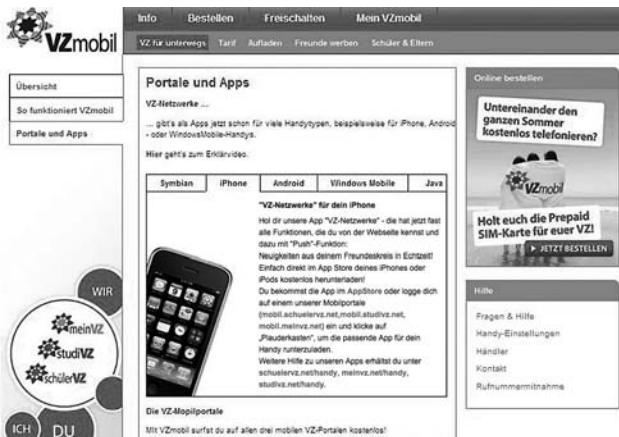 VZmobil
Info Bestellen Freischalten Mein VZmobil
VZ für unterwegs Tarif Aufladen Freunde werben Schüler & Eltern
Übersicht
So funktioniert VZmobil
Portale und Apps
Portale und Apps
VZ-Netzwerke ...
... gibt's als Apps jetzt schon für viele Handytypen, beispielsweise für iPhone, Android
- oder WindowsMobile-Handys.
Hier geht's zum Erklärvideo.
Symbian iPhone Android Windows Mobile Java
"VZ-Netzwerke" für dein iPhone
Hol dir unsere App "VZ-Netzwerke" - die hat jetzt fast
alle Funktionen, die du von der Webseite kennst und
dazu mit "Push"-Funktion:
Neuigkeiten aus deinem Freundeskreis in Echtzeit!
Einfach direkt im App Store deines iPhones oder
iPods kostenlos herunterladen!
Du bekommst die App im AppStore oder logge dich
auf einem unserer Mobilportale
(mobil.schuelervz.net,mobil.studivz.net,
mobil.meinvz.net) ein und klicke auf
„Plauderkasten", um die passende App für dein
Handy runterzuladen.
Weitere Hilfe zu unseren Apps erhältst du unter
schuelervz.net/handy, meinvz.net/handy,
studivz.net/handy.
Die VZ-Mopilportale
Mit VZmobil surfst du auf allen drei mobilen VZ-Portalen kostenlos!
Online bestellen
Untereinander den
ganzen Sommer
kostenlos telefonieren?
VZmobil
Holt euch die Prepaid
SIM-Karte für euer VZ!
JETZT BESTELLEN
Hilfe
Fragen & Hilfe
Handy-Einstellungen
Händler
Kontakt
Rufnummermitnahme
WIR
meinVZ
studiVZ
schülerVZ
ICH DU